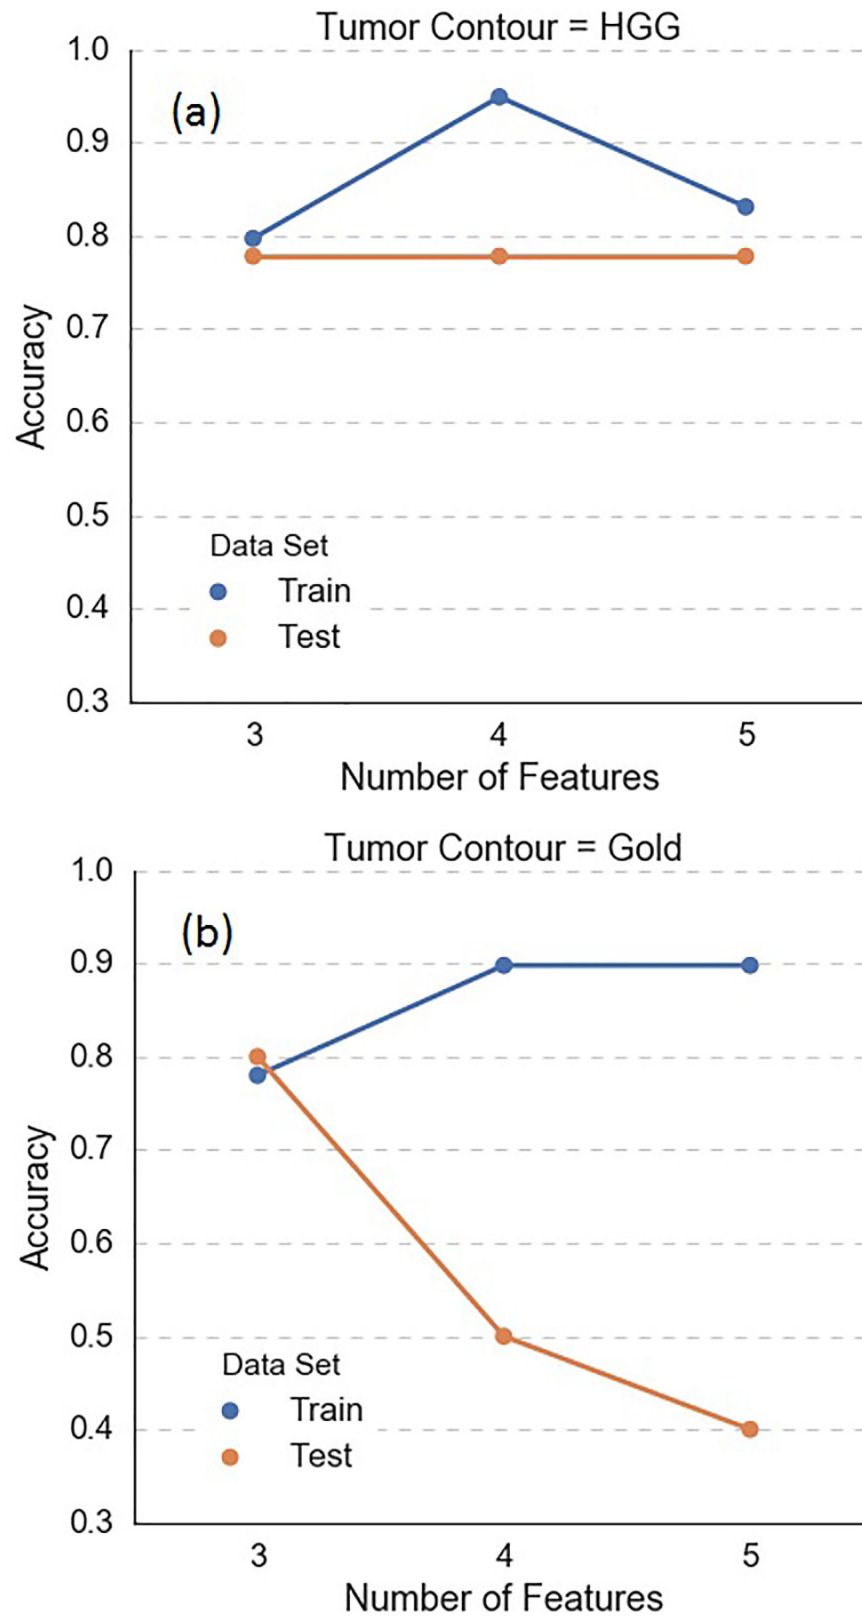 Tumor Contour = HGG
(a)
1.0
0.9
0.8
0.7
0.6
0.5
0.4
0.3
Accuracy
Data Set
Train
Test
3 4 5
Number of Features
Tumor Contour = Gold
(b)
1.0
0.9
0.8
0.7
0.6
0.5
0.4
0.3
Accuracy
Data Set
Train
Test
3 4 5
Number of Features